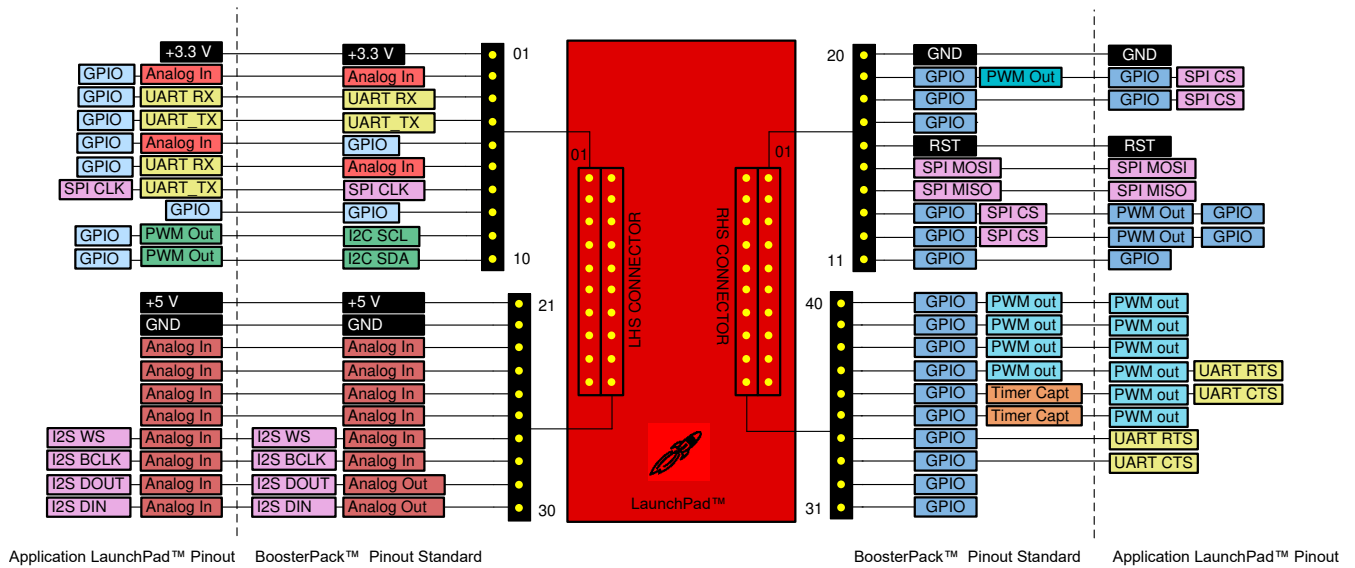 +3.3 V +3.3 V 01 20 GND GND
GPIO Analog In Analog In GPIO PWM Out GPIO SPI CS
GPIO UART RX UART RX GPIO GPIO SPI CS
GPIO UART_TX UART_TX GPIO
GPIO Analog In GPIO RST RST
GPIO UART RX Analog In 01 01 SPI MOSI SPI MOSI
SPI CLK UART_TX SPI CLK SPI MISO SPI MISO
GPIO GPIO GPIO SPI CS PWM Out GPIO
GPIO PWM Out I2C SCL GPIO SPI CS PWM Out GPIO
GPIO PWM Out I2C SDA 10 11 GPIO GPIO
LHS CONNECTOR
RHS CONNECTOR
+5 V +5 V 21 40 GPIO PWM out PWM out
GND GND GPIO PWM out PWM out
Analog In Analog In GPIO PWM out PWM out
Analog In Analog In GPIO PWM out PWM out UART RTS
Analog In Analog In GPIO Timer Capt PWM out UART CTS
Analog In Analog In GPIO Timer Capt PWM out
I2S WS Analog In I2S WS Analog In GPIO UART RTS
I2S BCLK Analog In I2S BCLK Analog In GPIO UART CTS
I2S DOUT Analog In I2S DOUT Analog Out GPIO
I2S DIN Analog In I2S DIN Analog Out 30 LaunchPad™ 31 GPIO
Application LaunchPad™ Pinout BoosterPack™ Pinout Standard BoosterPack™ Pinout Standard Application LaunchPad™ Pinout